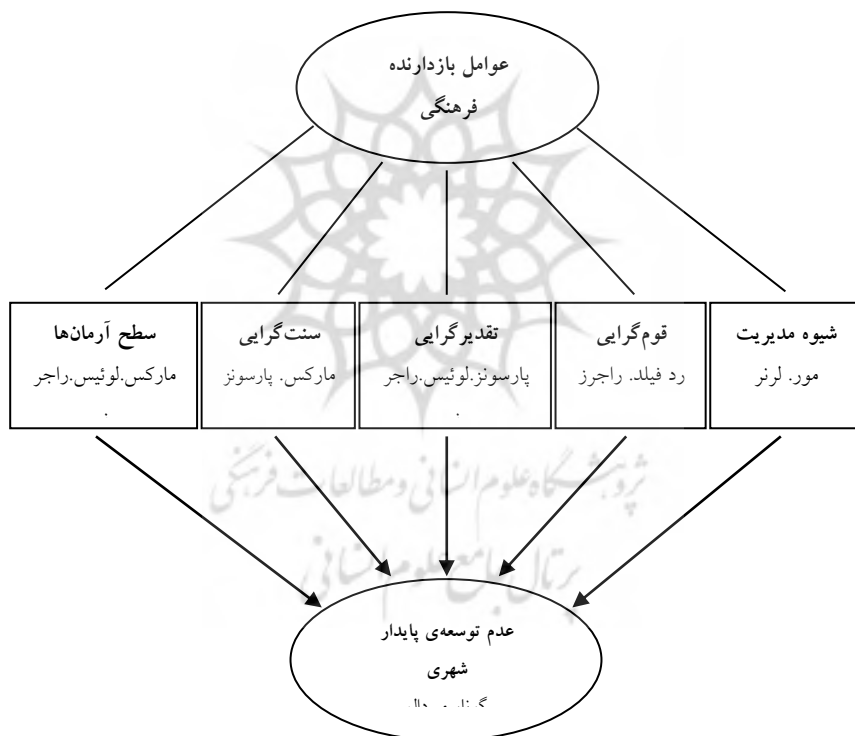 عوامل بازدارنده
فرهنگی
شیوه مدیریت
مور. لرنر
قوم‌گرایی
رد فیلد. راجرز
تقدیرگرایی
پارسونز.لوئیس.راجر
.
سنت‌گرایی
مارکس. پارسونز
سطح آرمان‌ها
مارکس.لوئیس.راجر
.
پژوهشگاه علوم انسانی و مطالعات فرهنگی
پرتال جامع علوم انسانی
عدم توسعه‌ی پایدار
شهری